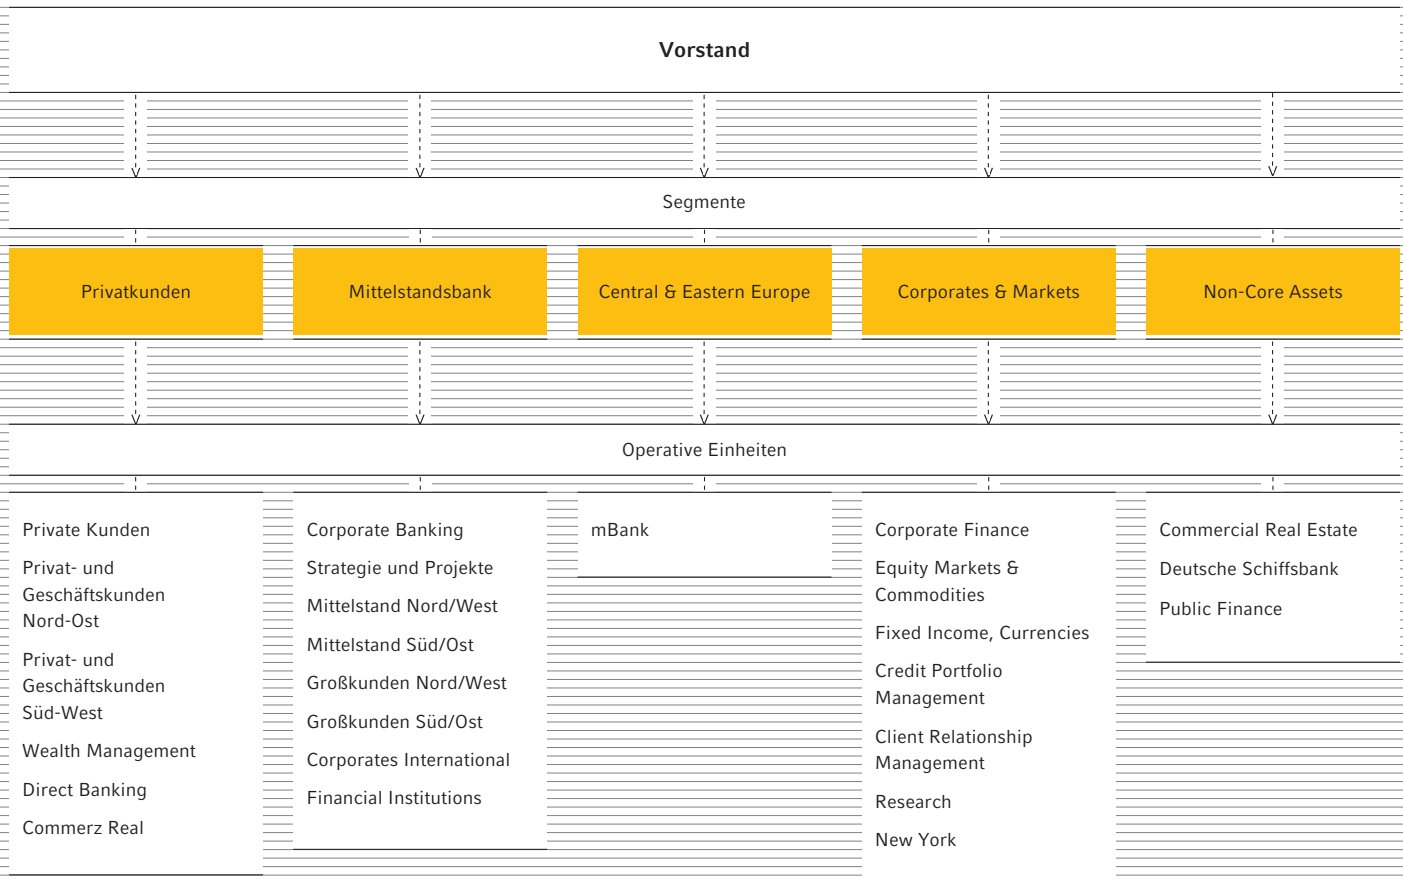 Vorstand
Segmente
Privatkunden
Mittelstandsbank
Central & Eastern Europe
Corporates & Markets
Non-Core Assets
Operative Einheiten
Private Kunden
Privat- und
Geschäftskunden
Nord-Ost
Privat- und
Geschäftskunden
Süd-West
Wealth Management
Direct Banking
Commerz Real
Corporate Banking
Strategie und Projekte
Mittelstand Nord/West
Mittelstand Süd/Ost
Großkunden Nord/West
Großkunden Süd/Ost
Corporates International
Financial Institutions
mBank
Corporate Finance
Equity Markets &
Commodities
Fixed Income, Currencies
Credit Portfolio
Management
Client Relationship
Management
Research
New York
Commercial Real Estate
Deutsche Schiffsbank
Public Finance